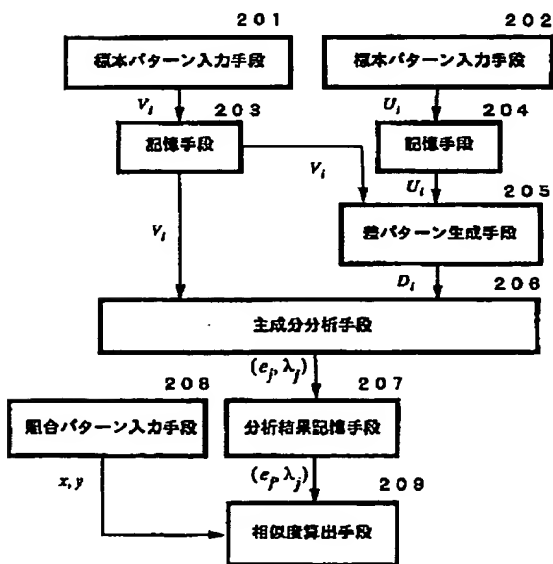 201
202
標本パターン入力手段
標本パターン入力手段
V_i
203
U_i
204
記憶手段
記憶手段
V_i
U_i
205
V_i
差パターン生成手段
D_i
206
主成分分析手段
(e_j, λ_j)
208
207
照合パターン入力手段
分析結果記憶手段
x, y
(e_j, λ_j)
209
相似度算出手段